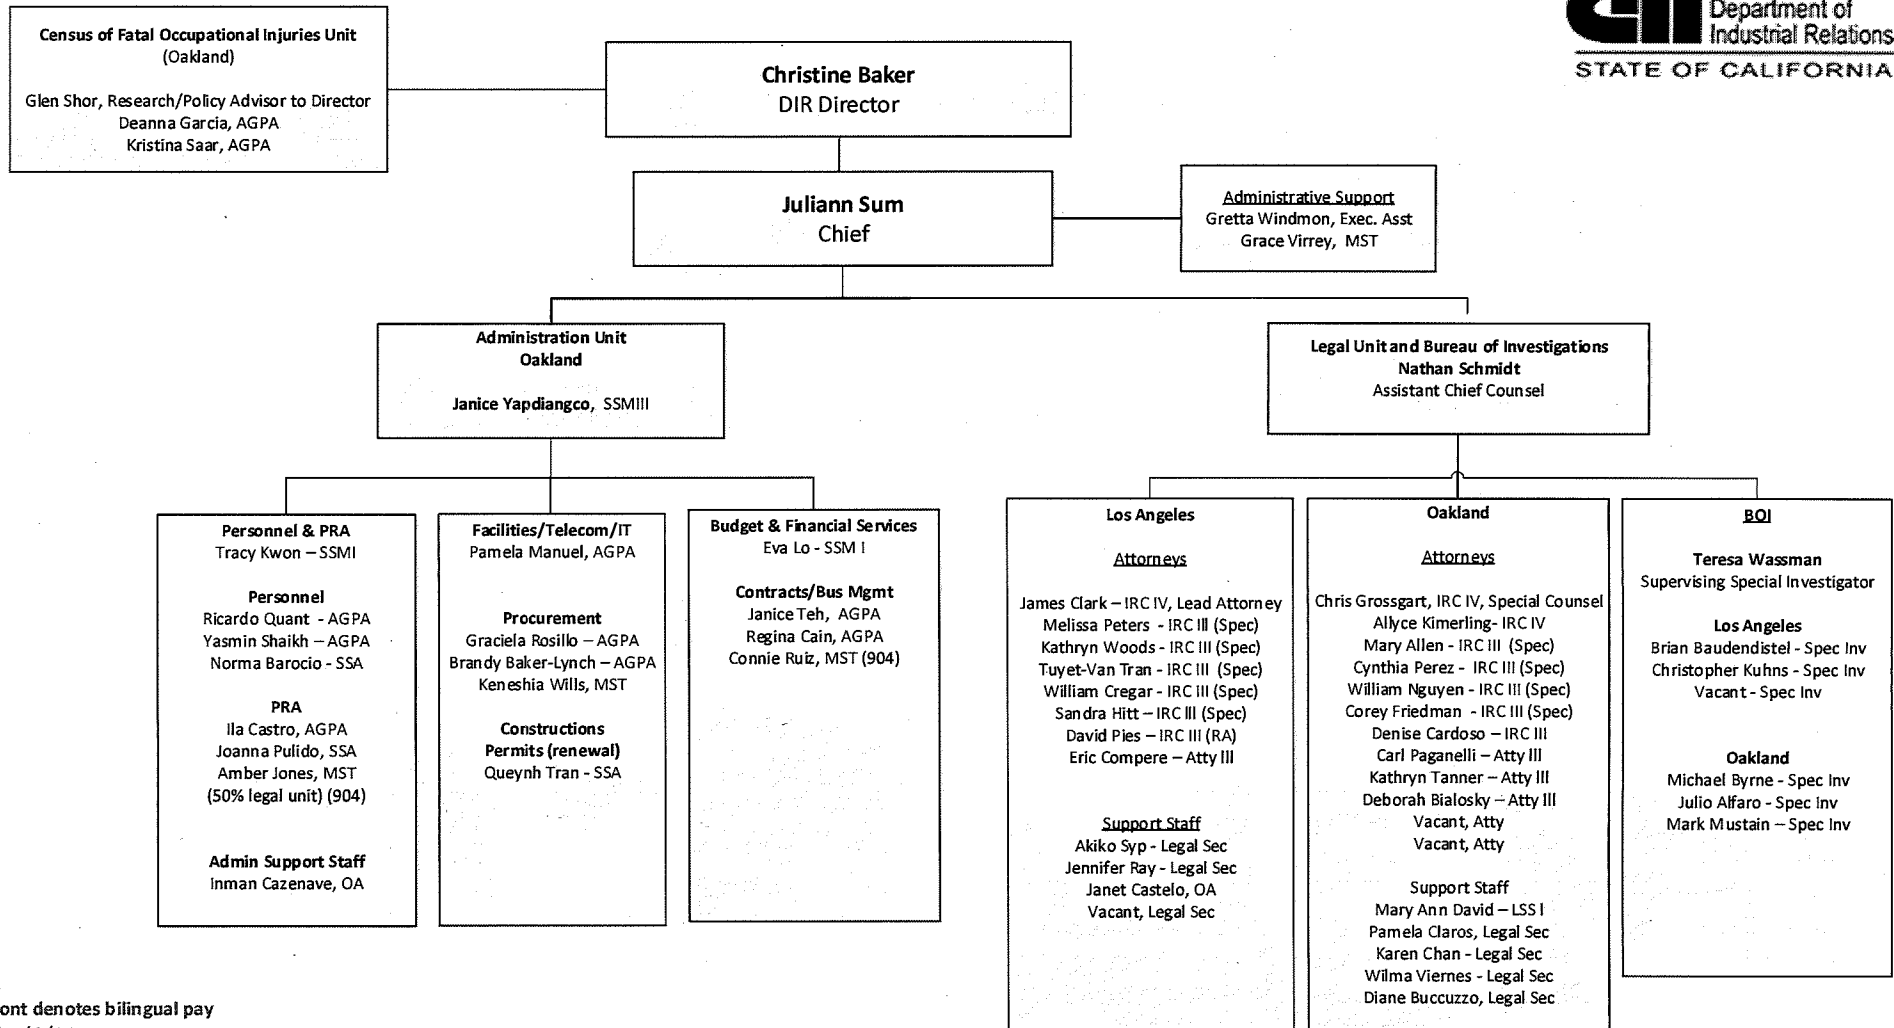 Census of Fatal Occupational Injuries Unit
(Oakland)
Glen Shor, Research/Policy Advisor to Director
Deanna Garcia, AGPA
Kristina Saar, AGPA
Department of
Industrial Relations
STATE OF CALIFORNIA
Christine Baker
DIR Director
Juliann Sum
Chief
Administrative Support
Gretta Windmon, Exec. Asst
Grace Virrey, MST
Administration Unit
Oakland
Janice Yapdiangco, SSMIII
Legal Unit and Bureau of Investigations
Nathan Schmidt
Assistant Chief Counsel
Personnel & PRA
Tracy Kwon – SSMI
Personnel
Ricardo Quant - AGPA
Yasmin Shaikh – AGPA
Norma Barocio - SSA
PRA
Ila Castro, AGPA
Joanna Pulido, SSA
Amber Jones, MST
(50% legal unit) (904)
Admin Support Staff
Inman Cazenave, OA
Facilities/Telecom/IT
Pamela Manuel, AGPA
Procurement
Graciela Rosillo – AGPA
Brandy Baker-Lynch – AGPA
Keneshia Wills, MST
Constructions
Permits (renewal)
Queynh Tran - SSA
Budget & Financial Services
Eva Lo - SSM I
Contracts/Bus Mgmt
Janice Teh, AGPA
Regina Cain, AGPA
Connie Ruiz, MST (904)
Los Angeles
Attorneys
James Clark – IRC IV, Lead Attorney
Melissa Peters - IRC III (Spec)
Kathryn Woods - IRC III (Spec)
Tuyet-Van Tran - IRC III (Spec)
William Cregar - IRC III (Spec)
Sandra Hitt – IRC III (Spec)
David Pies – IRC III (RA)
Eric Compere – Atty III
Support Staff
Akiko Syp - Legal Sec
Jennifer Ray - Legal Sec
Janet Castelo, OA
Vacant, Legal Sec
Oakland
Attorneys
Chris Grossgart, IRC IV, Special Counsel
Allyce Kimerling- IRC IV
Mary Allen - IRC III (Spec)
Cynthia Perez - IRC III (Spec)
William Nguyen - IRC III (Spec)
Corey Friedman - IRC III (Spec)
Denise Cardoso – IRC III
Carl Paganelli – Atty III
Kathryn Tanner – Atty III
Deborah Bialosky – Atty III
Vacant, Atty
Vacant, Atty
Support Staff
Mary Ann David – LSS I
Pamela Claros, Legal Sec
Karen Chan - Legal Sec
Wilma Viernes - Legal Sec
Diane Buccuzzo, Legal Sec
BOI
Teresa Wassman
Supervising Special Investigator
Los Angeles
Brian Baudendistel - Spec Inv
Christopher Kuhns - Spec Inv
Vacant - Spec Inv
Oakland
Michael Byrne - Spec Inv
Julio Alfaro - Spec Inv
Mark Mustain – Spec Inv
denotes bilingual pay